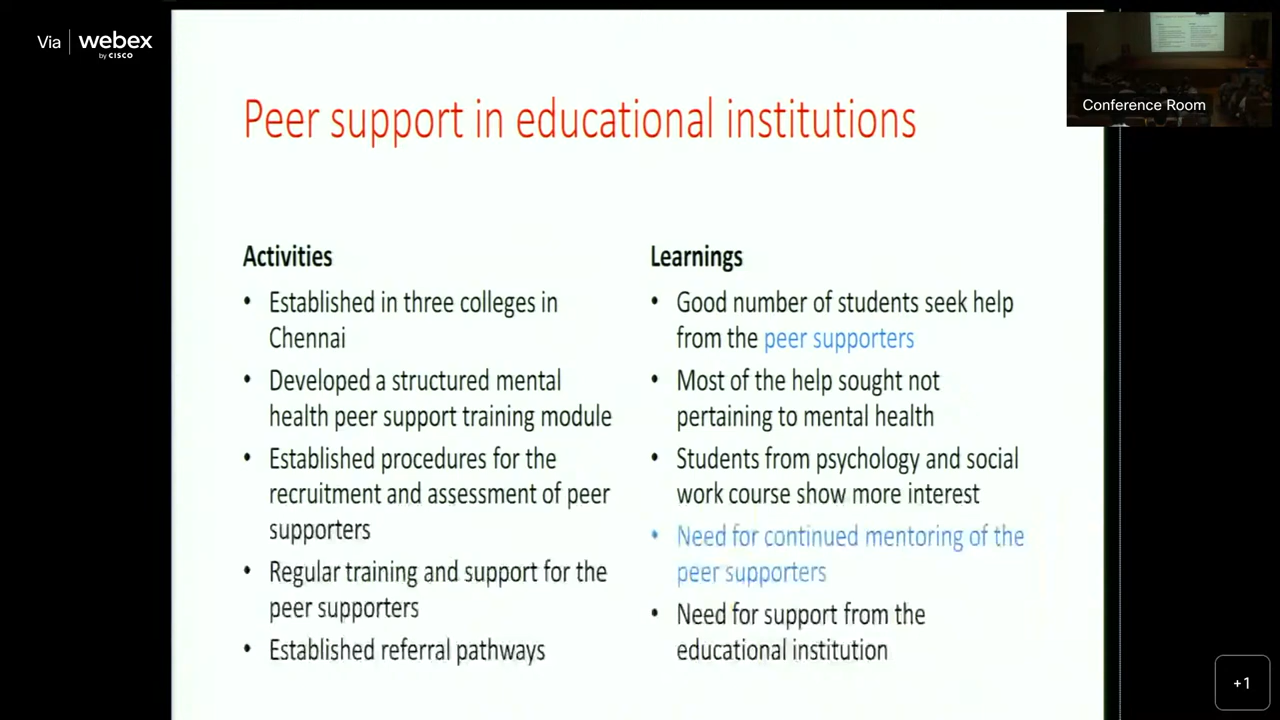 Via webex
by CISCO
Conference Room
Peer support in educational institutions
Activities
• Established in three colleges in
Chennai
• Developed a structured mental
health peer support training module
• Established procedures for the
recruitment and assessment of peer
supporters
• Regular training and support for the
peer supporters
• Established referral pathways
Learnings
• Good number of students seek help
from the peer supporters
• Most of the help sought not
pertaining to mental health
• Students from psychology and social
work course show more interest
• Need for continued mentoring of the
peer supporters
• Need for support from the
educational institution
+1